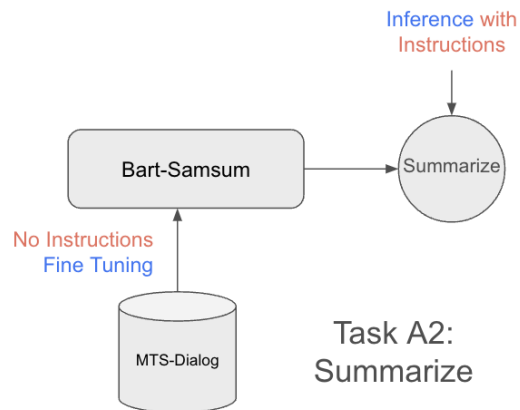 Inference with
Instructions
Bart-Samsum
Summarize
No Instructions
Fine Tuning
MTS-Dialog
Task A2:
Summarize